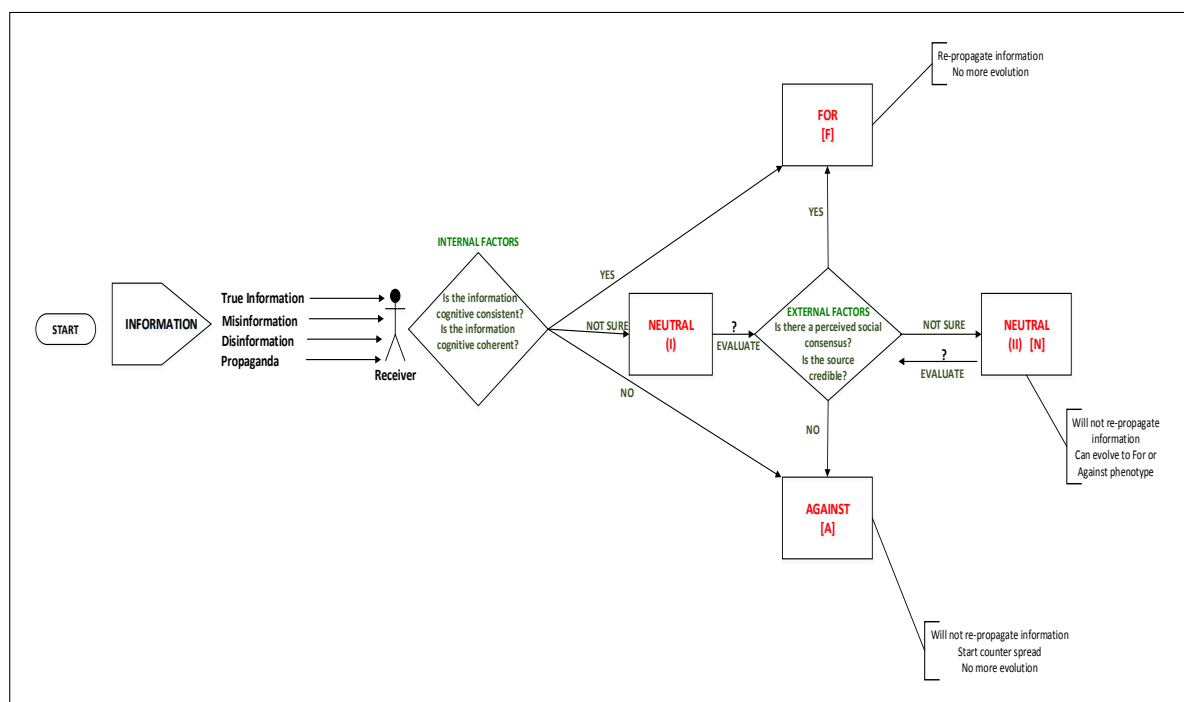 START
INFORMATION
True Information
Misinformation
Disinformation
Propaganda
Receiver
INTERNAL FACTORS
Is the information
cognitive consistent?
Is the information
cognitive coherent?
YES
NOT SURE
NO
NEUTRAL
(I)
?
EVALUATE
EXTERNAL FACTORS
Is there a perceived social
consensus?
Is the source
credible?
YES
NO
NOT SURE
?
EVALUATE
FOR
[F]
Re-propagate information
No more evolution
NEUTRAL
(II) [N]
Will not re-propagate
information
Can evolve to For or
Against phenotype
AGAINST
[A]
Will not re-propagate information
Start counter spread
No more evolution